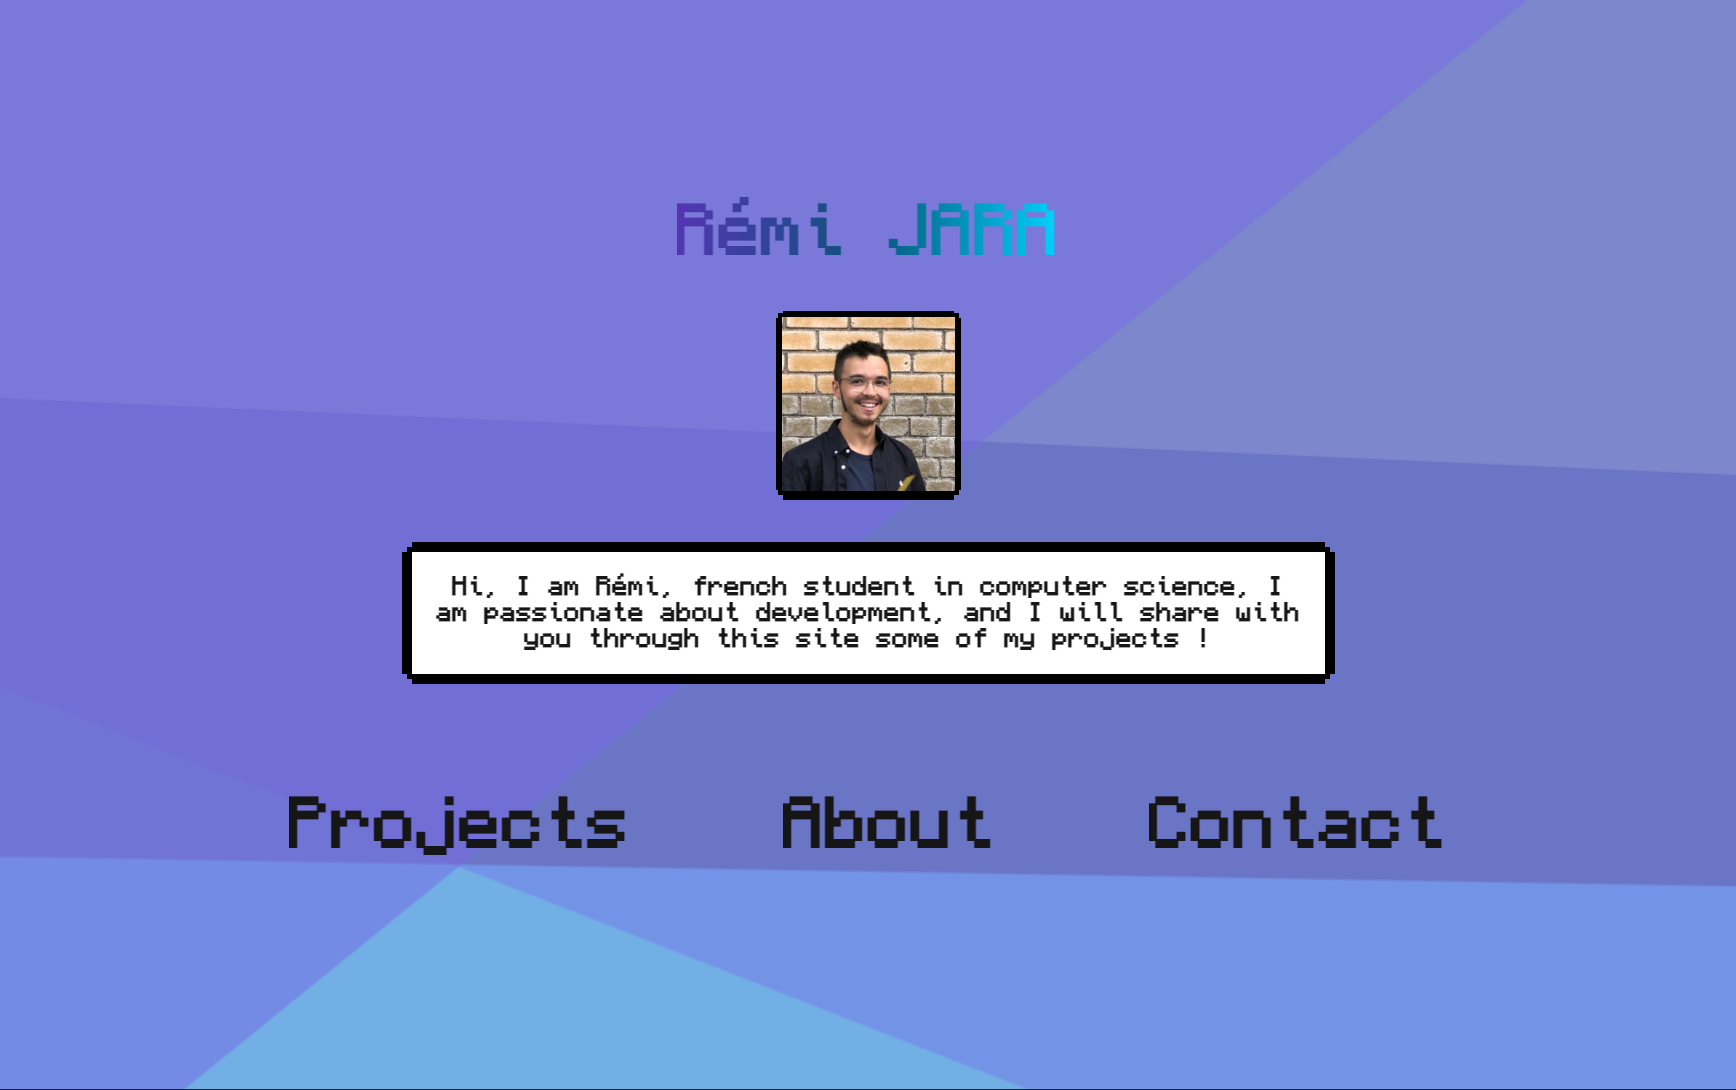 Rémi JARA
Hi, I am Rémi, french student in computer science, I
am passionate about development, and I will share with
you through this site some of my projects !
Projects About Contact